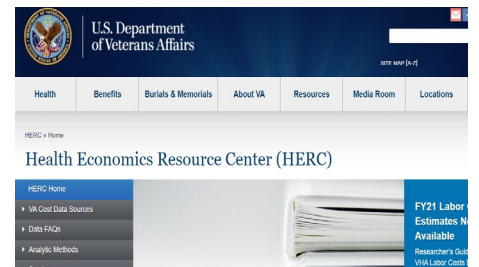 U.S. Department
of Veterans Affairs
SITE MAP [A-Z]
Health Benefits Burials & Memorials About VA Resources Media Room Locations
HERC » Home
Health Economics Resource Center (HERC)
HERC Home
VA Cost Data Sources
Data FAQs
Analytic Methods
FY21 Labor
Estimates
Available
Researcher's
VHA Labor Costs